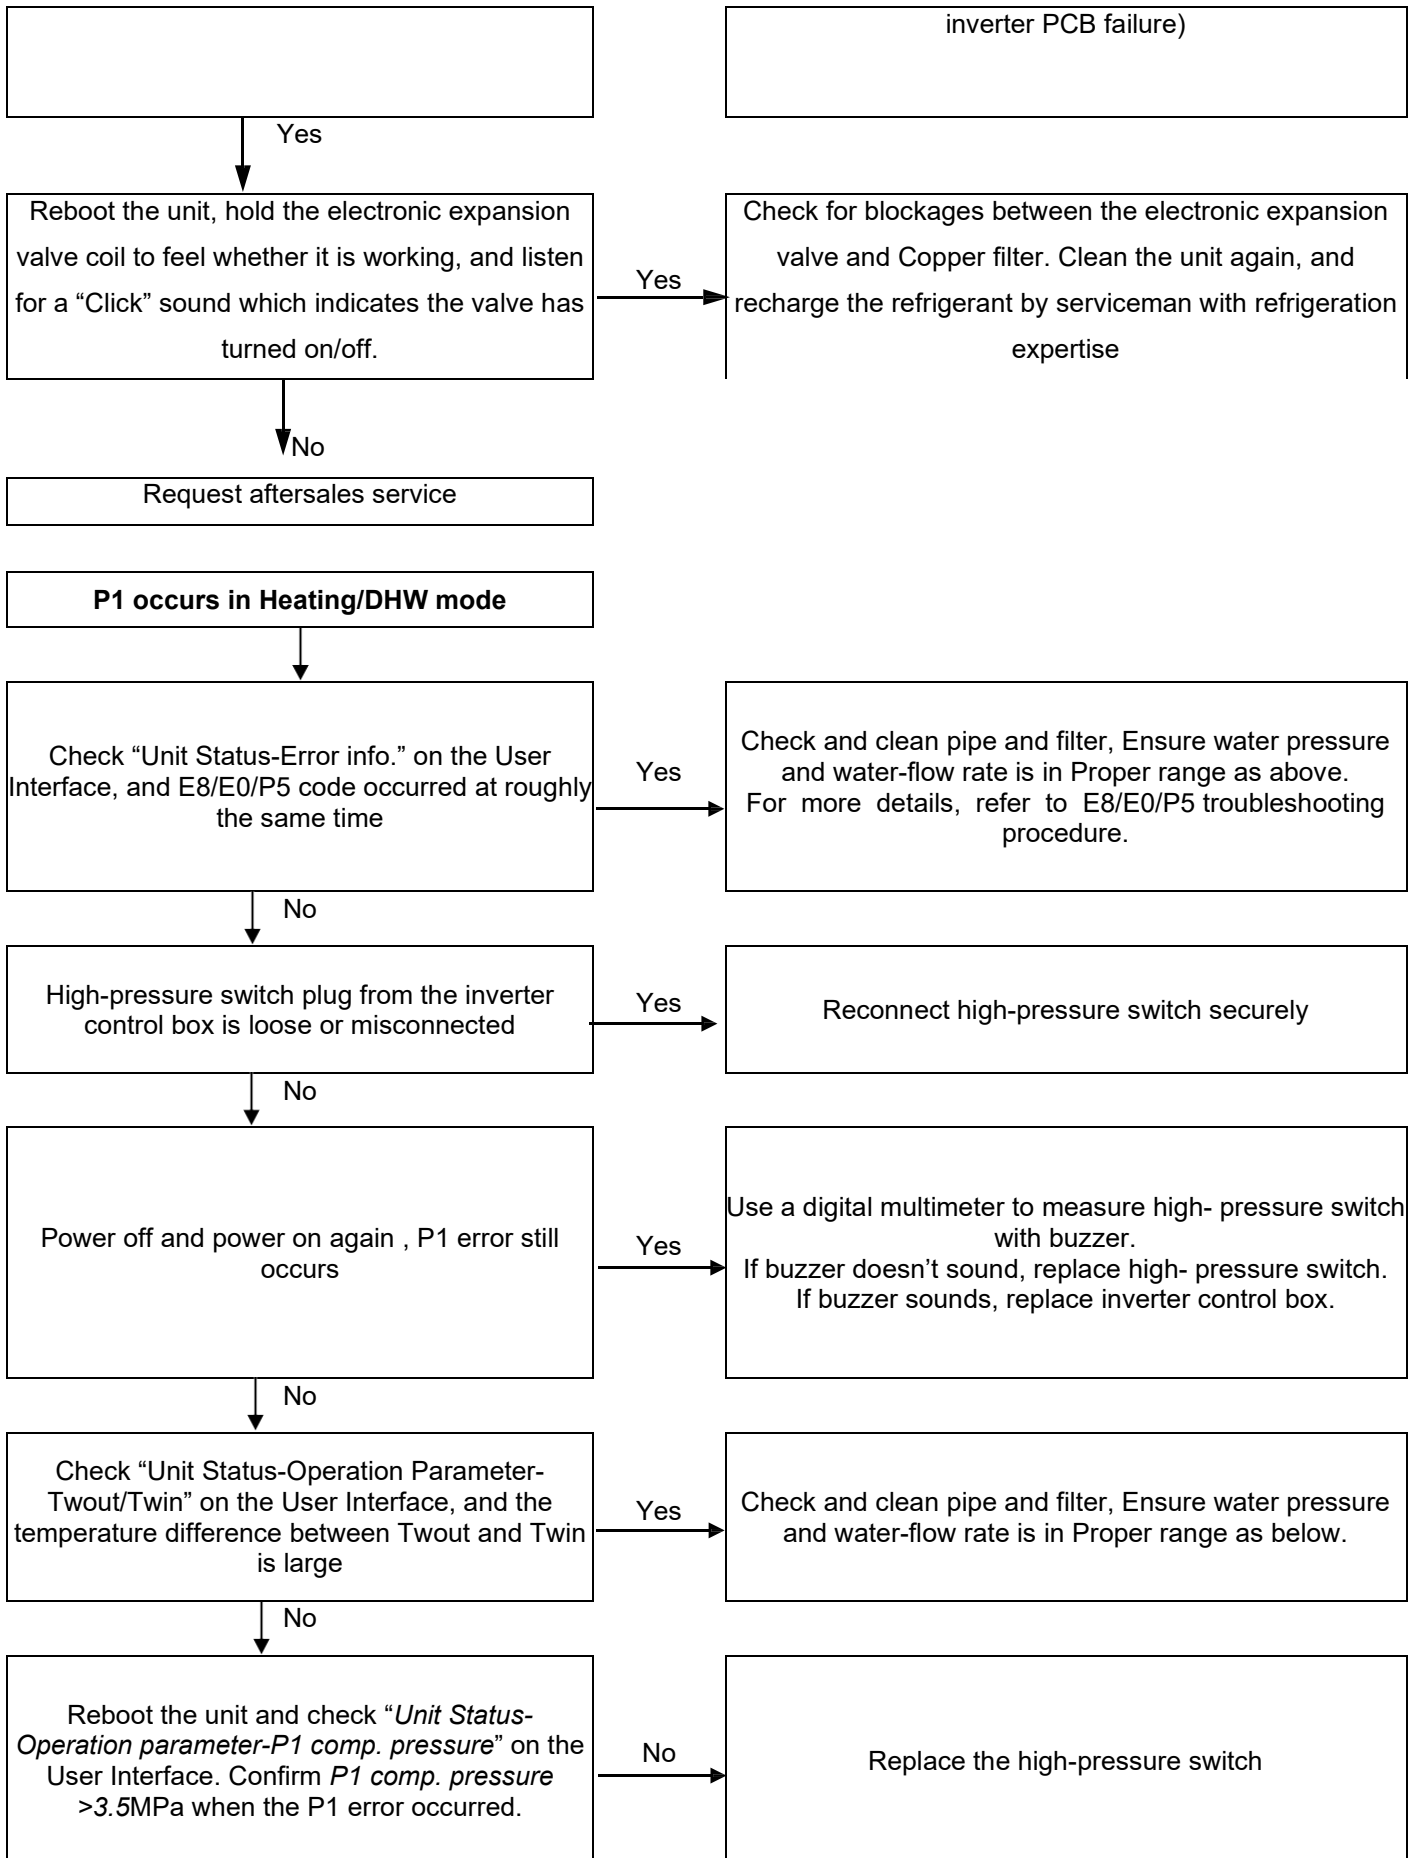 inverter PCB failure)
Yes
Reboot the unit, hold the electronic expansion
valve coil to feel whether it is working, and listen
for a “Click” sound which indicates the valve has
turned on/off.
Yes
Check for blockages between the electronic expansion
valve and Copper filter. Clean the unit again, and
recharge the refrigerant by serviceman with refrigeration
expertise
No
Request aftersales service
P1 occurs in Heating/DHW mode
Check “Unit Status-Error info.” on the User
Interface, and E8/E0/P5 code occurred at roughly
the same time
Yes
Check and clean pipe and filter, Ensure water pressure
and water-flow rate is in Proper range as above.
For more details, refer to E8/E0/P5 troubleshooting
procedure.
No
High-pressure switch plug from the inverter
control box is loose or misconnected
Yes
Reconnect high-pressure switch securely
No
Power off and power on again , P1 error still
occurs
Yes
Use a digital multimeter to measure high- pressure switch
with buzzer.
If buzzer doesn’t sound, replace high- pressure switch.
If buzzer sounds, replace inverter control box.
No
Check “Unit Status-Operation Parameter-
Twout/Twin” on the User Interface, and the
temperature difference between Twout and Twin
is large
Yes
Check and clean pipe and filter, Ensure water pressure
and water-flow rate is in Proper range as below.
No
Reboot the unit and check “Unit Status-
Operation parameter-P1 comp. pressure” on the
User Interface. Confirm P1 comp. pressure
>3.5MPa when the P1 error occurred.
No
Replace the high-pressure switch